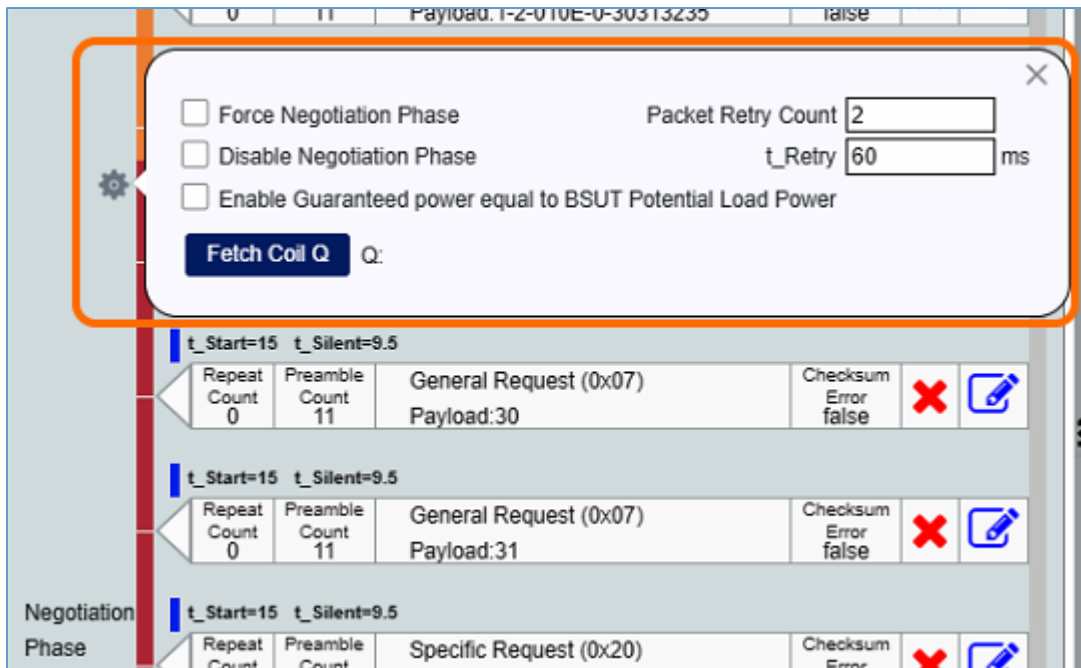 0 11 Payload:1-2-010E-0-30313235 false
Force Negotiation Phase Packet Retry Count 2
Disable Negotiation Phase t_Retry 60 ms
Enable Guaranteed power equal to BSUT Potential Load Power
Fetch Coil Q Q:
t_Start=15 t_Silent=9.5
Repeat Preamble General Request (0x07) Checksum
Count Count Error
0 11 Payload:30 false
t_Start=15 t_Silent=9.5
Repeat Preamble General Request (0x07) Checksum
Count Count Error
0 11 Payload:31 false
Negotiation t_Start=15 t_Silent=9.5
Phase Repeat Preamble Specific Request (0x20) Checksum
Count Count Error